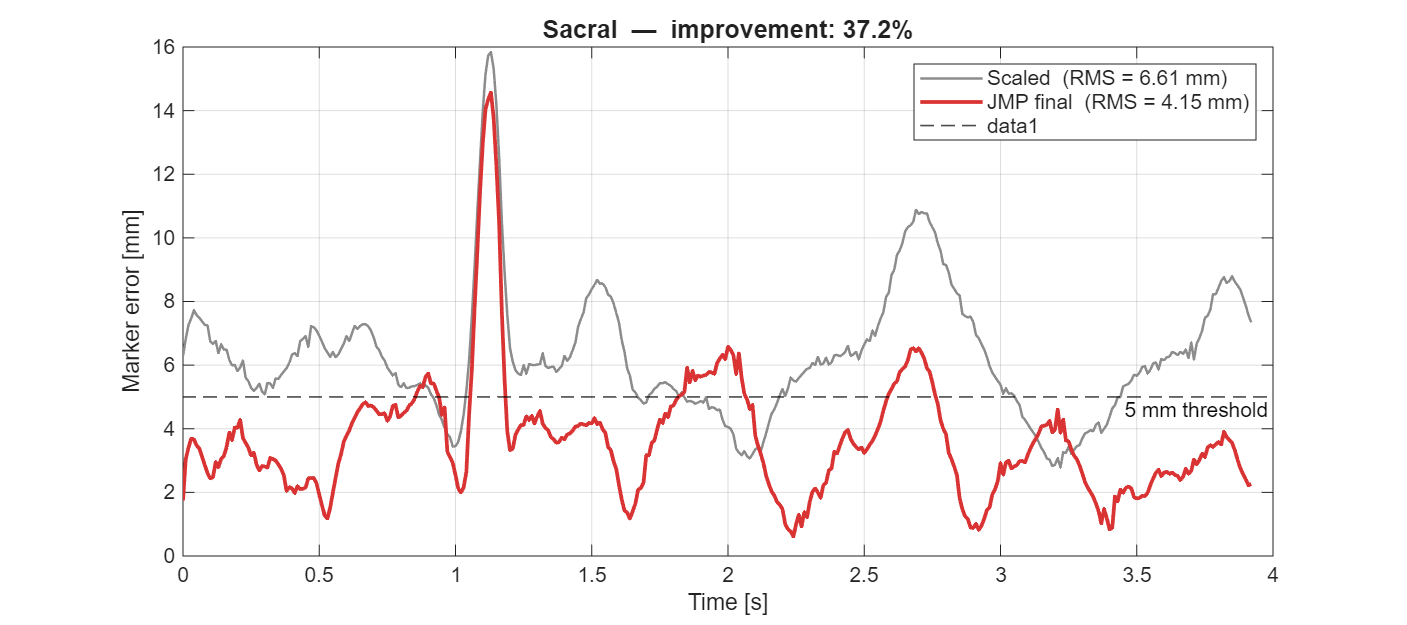 Sacral — improvement: 37.2%
Scaled (RMS = 6.61 mm)
JMP final (RMS = 4.15 mm)
data1
5 mm threshold
Marker error [mm]
16
14
12
10
8
6
4
2
0
0 0.5 1 1.5 2 2.5 3 3.5 4
Time [s]